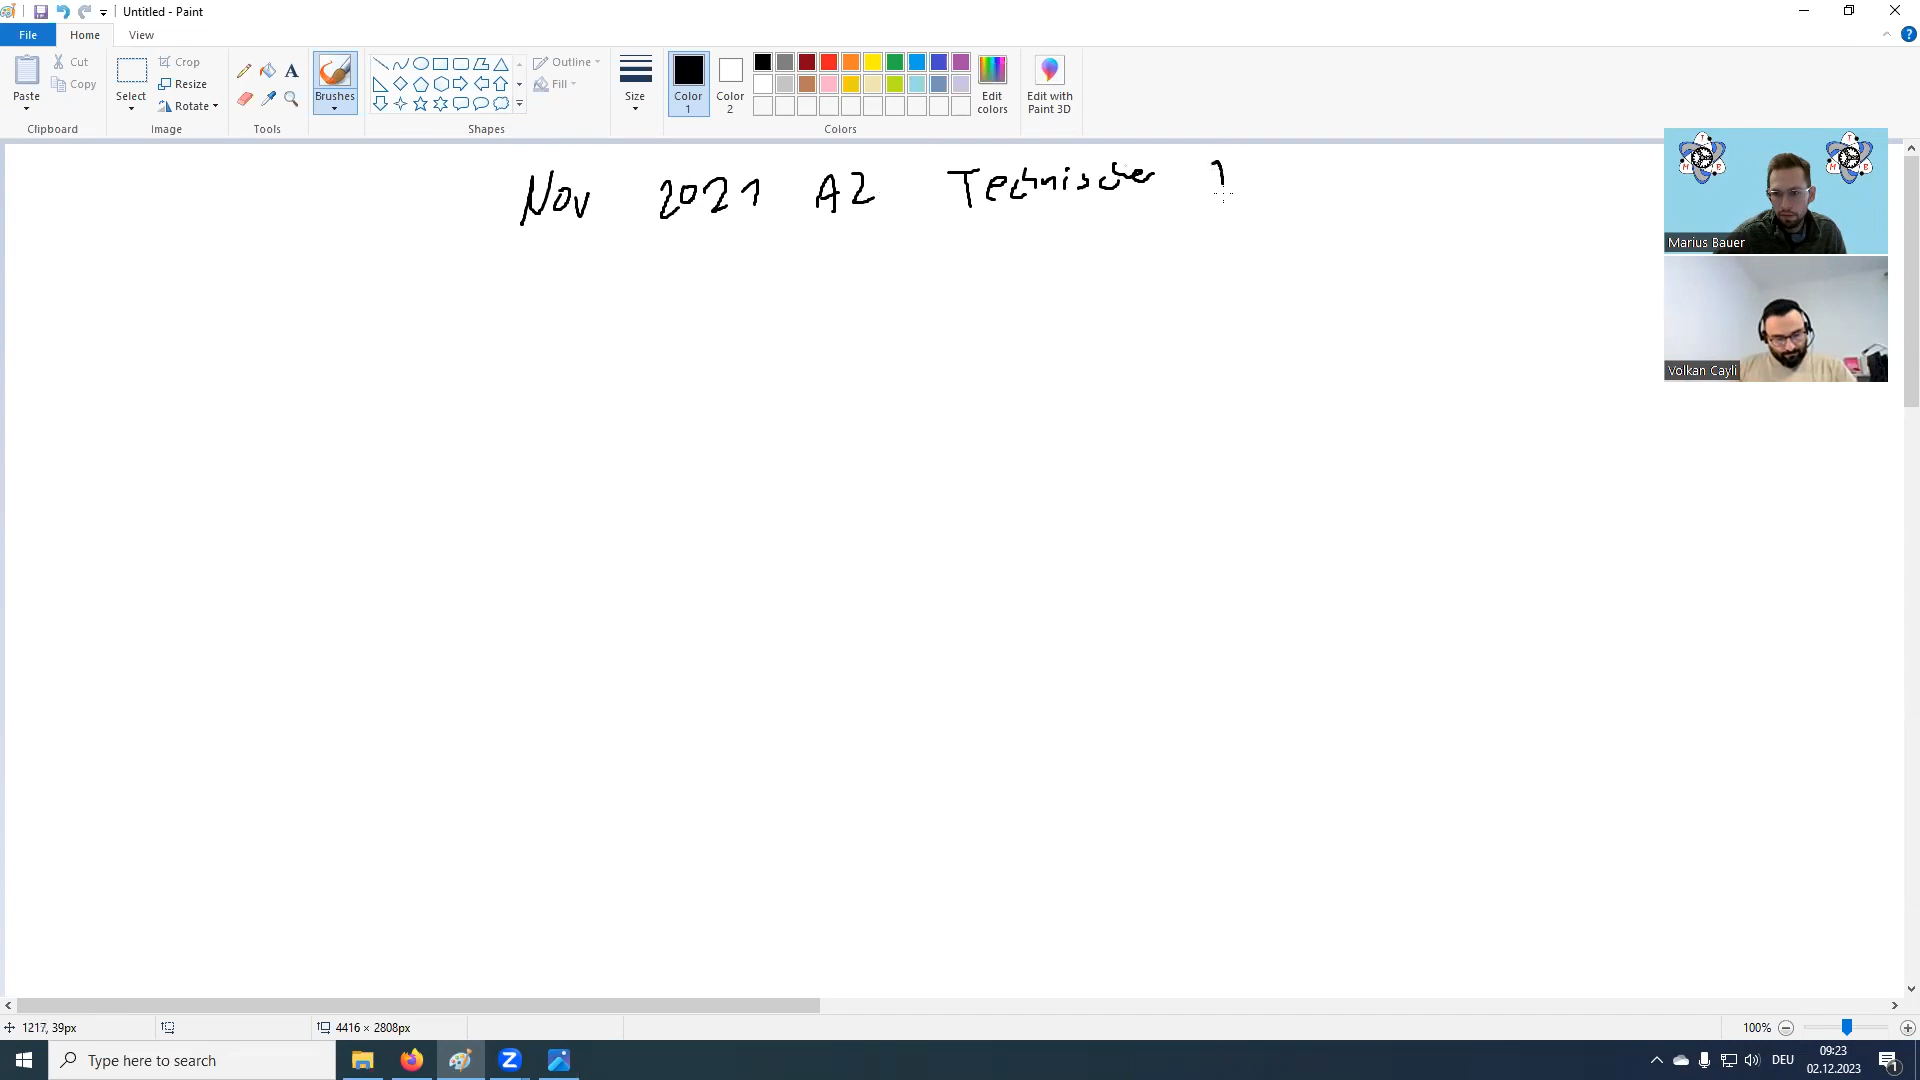 Untitled - Paint
File Home View
Paste
Cut
Copy
Clipboard
Select
Crop
Resize
Rotate
Image
Tools
Brushes
Shapes
Outline
Fill
Size
Color 1
Color 2
Colors
Edit colors
Edit with Paint 3D
Nov 2021 A2 Technischer
Marius Bauer
Volkan Cayli
1217, 39px
4416 × 2808px
100%
Type here to search
DEU
09:23
02.12.2023
1